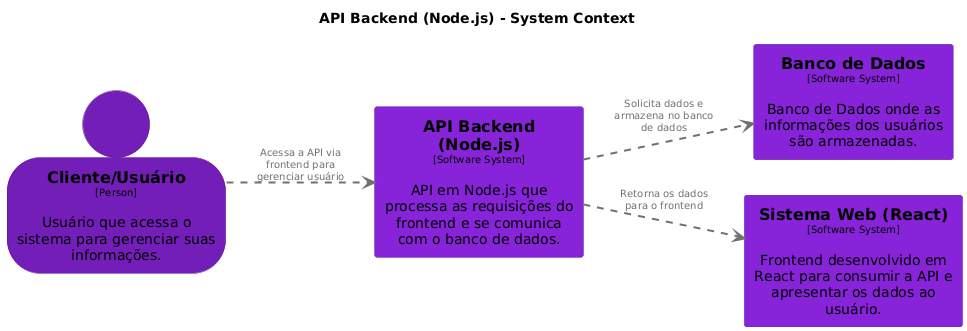 API Backend (Node.js) - System Context
Cliente/Usuário
[Person]
Usuário que acessa o
sistema para gerenciar suas
informações.
Acessa a API via
frontend para
gerenciar usuário
API Backend
(Node.js)
[Software System]
API em Node.js que
processa as requisições do
frontend e se comunica
com o banco de dados.
Solicita dados e
armazena no banco
de dados
Banco de Dados
[Software System]
Banco de Dados onde as
informações dos usuários
são armazenadas.
Retorna os dados
para o frontend
Sistema Web (React)
[Software System]
Frontend desenvolvido em
React para consumir a API e
apresentar os dados ao
usuário.